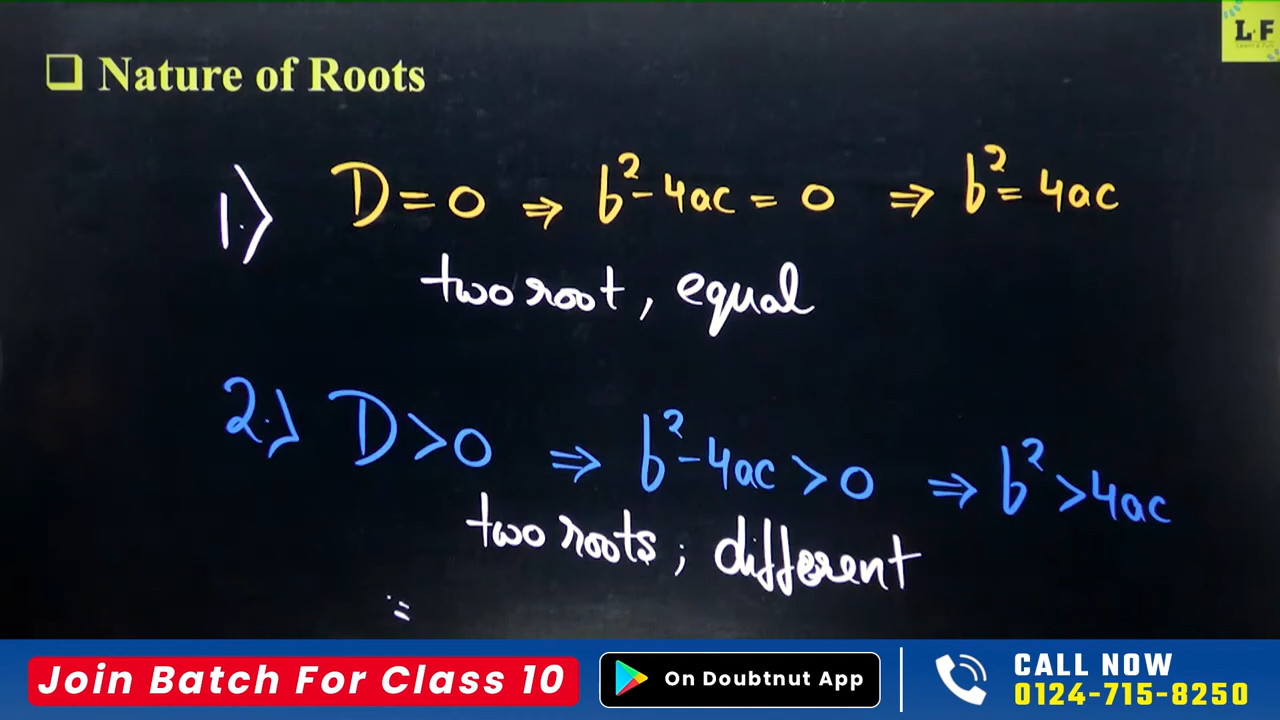 L.F
❑ Nature of Roots
1.) D = 0 ⇒ b² - 4ac = 0 ⇒ b² = 4ac
two root, equal
2.) D > 0 ⇒ b² - 4ac > 0 ⇒ b² > 4ac
two roots; different
Join Batch For Class 10
On Doubtnut App
CALL NOW
0124-715-8250